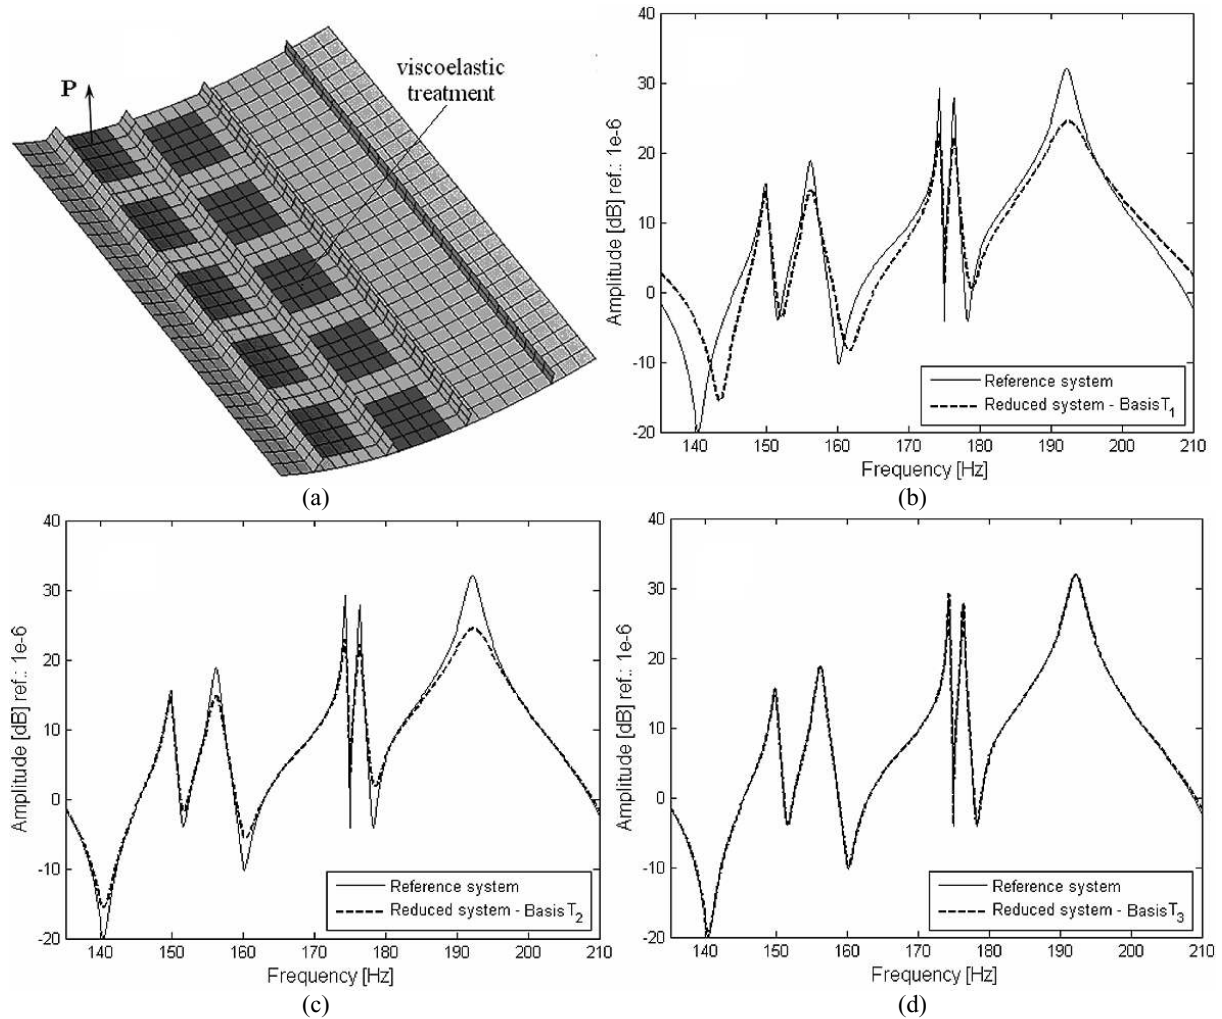 P
viscoelastic
treatment
(a)
40
30
20
10
0
-10
-20
Amplitude [dB] ref.: 1e-6
140 150 160 170 180 190 200 210
Frequency [Hz]
Reference system
Reduced system - Basis T1
(b)
40
30
20
10
0
-10
-20
Amplitude [dB] ref.: 1e-6
140 150 160 170 180 190 200 210
Frequency [Hz]
Reference system
Reduced system - Basis T2
(c)
40
30
20
10
0
-10
-20
Amplitude [dB] ref.: 1e-6
140 150 160 170 180 190 200 210
Frequency [Hz]
Reference system
Reduced system - Basis T3
(d)